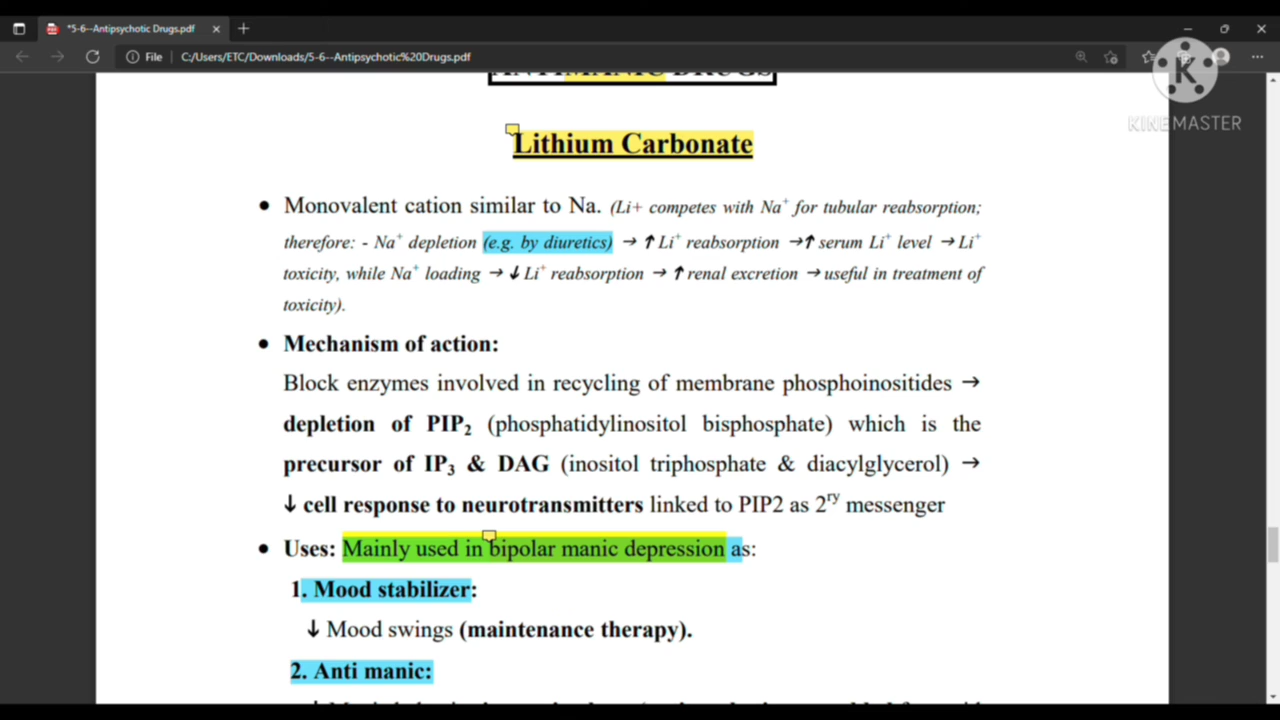 *5-6--Antipsychotic Drugs.pdf
File | C:/Users/ETC/Downloads/5-6--Antipsychotic%20Drugs.pdf
K
KINEMASTER
ANTIMANIC DRUGS
Lithium Carbonate
• Monovalent cation similar to Na. (Li+ competes with Na⁺ for tubular reabsorption;
therefore: - Na⁺ depletion (e.g. by diuretics) → ↑ Li⁺ reabsorption →↑ serum Li⁺ level → Li⁺
toxicity, while Na⁺ loading → ↓ Li⁺ reabsorption → ↑ renal excretion → useful in treatment of
toxicity).
• Mechanism of action:
Block enzymes involved in recycling of membrane phosphoinositides →
depletion of PIP₂ (phosphatidylinositol bisphosphate) which is the
precursor of IP₃ & DAG (inositol triphosphate & diacylglycerol) →
↓ cell response to neurotransmitters linked to PIP2 as 2ʳʸ messenger
• Uses: Mainly used in bipolar manic depression as:
1. Mood stabilizer:
↓ Mood swings (maintenance therapy).
2. Anti manic: